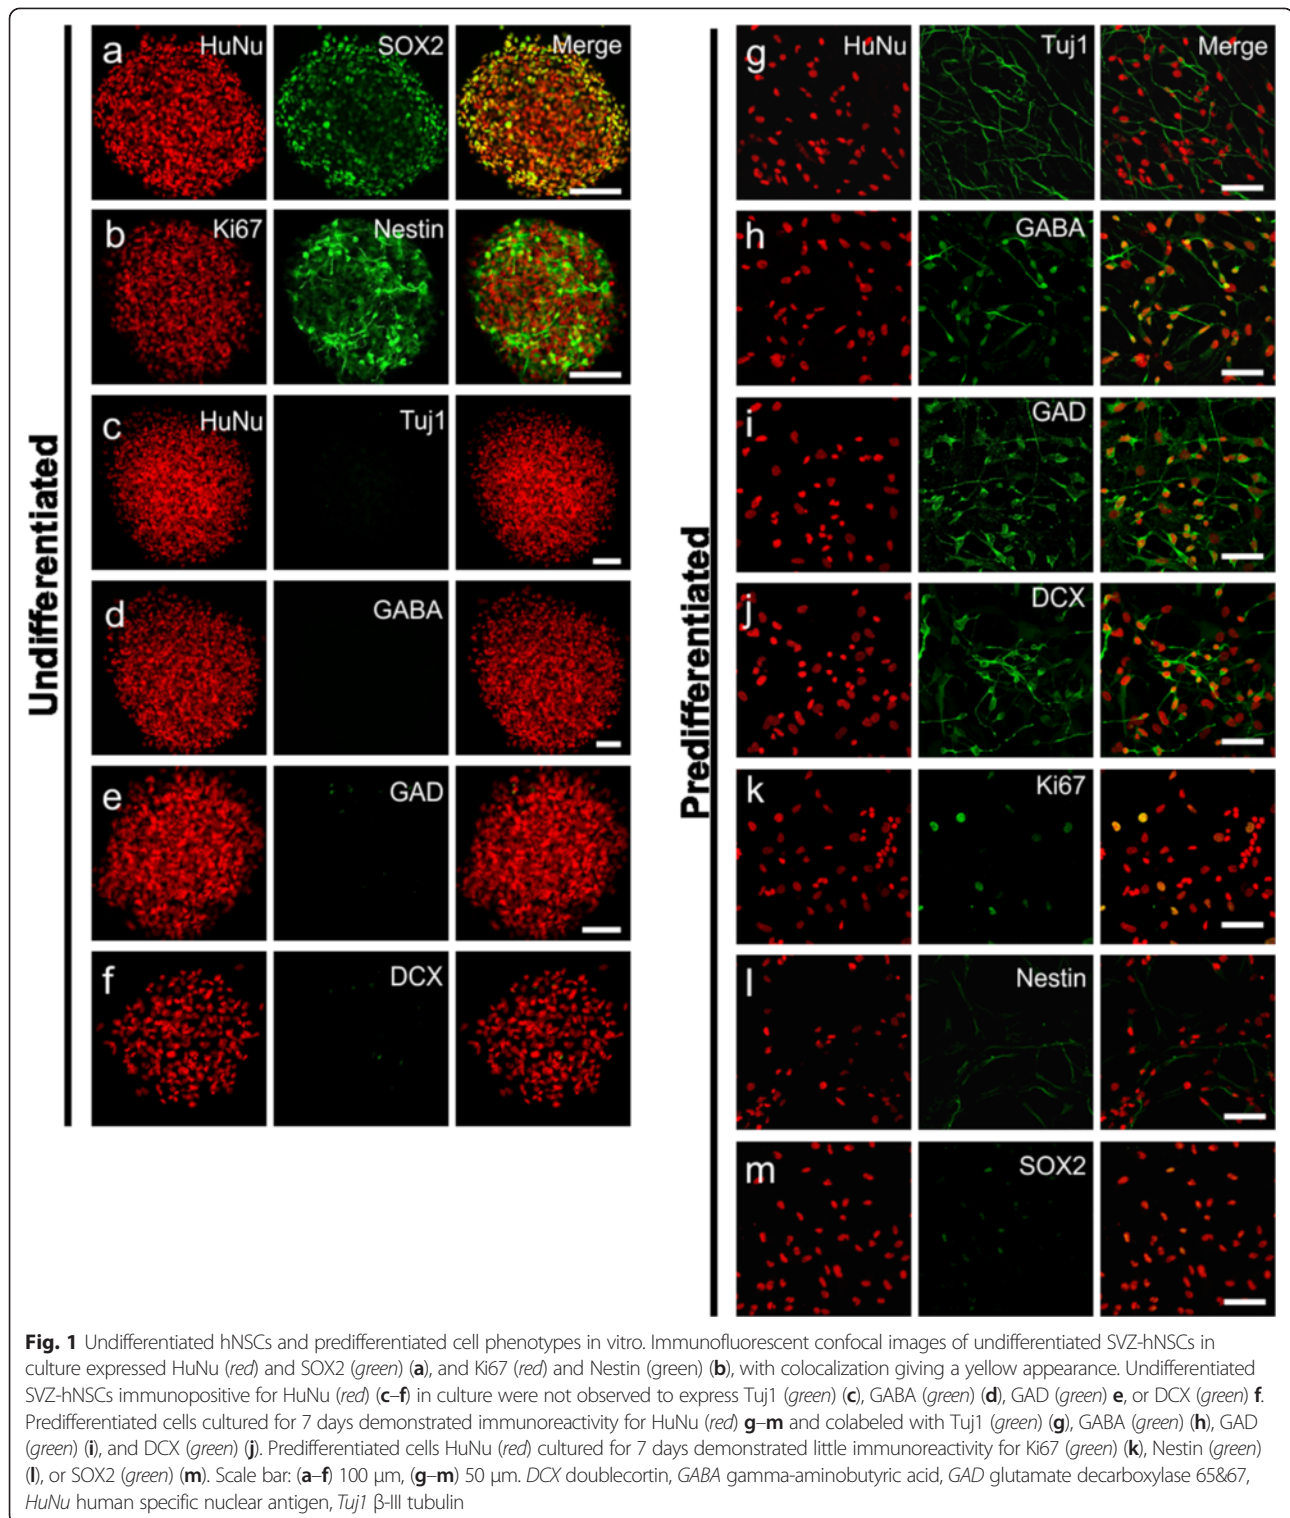 Undifferentiated
a HuNu SOX2 Merge
b Ki67 Nestin
c HuNu Tuj1
d GABA
e GAD
f DCX
Predifferentiated
g HuNu Tuj1 Merge
h GABA
i GAD
j DCX
k Ki67
l Nestin
m SOX2
Fig. 1 Undifferentiated hNSCs and predifferentiated cell phenotypes in vitro. Immunofluorescent confocal images of undifferentiated SVZ-hNSCs in
culture expressed HuNu (red) and SOX2 (green) (a), and Ki67 (red) and Nestin (green) (b), with colocalization giving a yellow appearance. Undifferentiated
SVZ-hNSCs immunopositive for HuNu (red) (c–f) in culture were not observed to express Tuj1 (green) (c), GABA (green) (d), GAD (green) e, or DCX (green) f.
Predifferentiated cells cultured for 7 days demonstrated immunoreactivity for HuNu (red) g–m and colabeled with Tuj1 (green) (g), GABA (green) (h), GAD
(green) (i), and DCX (green) (j). Predifferentiated cells HuNu (red) cultured for 7 days demonstrated little immunoreactivity for Ki67 (green) (k), Nestin (green)
(l), or SOX2 (green) (m). Scale bar: (a–f) 100 μm, (g–m) 50 μm. DCX doublecortin, GABA gamma-aminobutyric acid, GAD glutamate decarboxylase 65&67,
HuNu human specific nuclear antigen, Tuj1 β-III tubulin